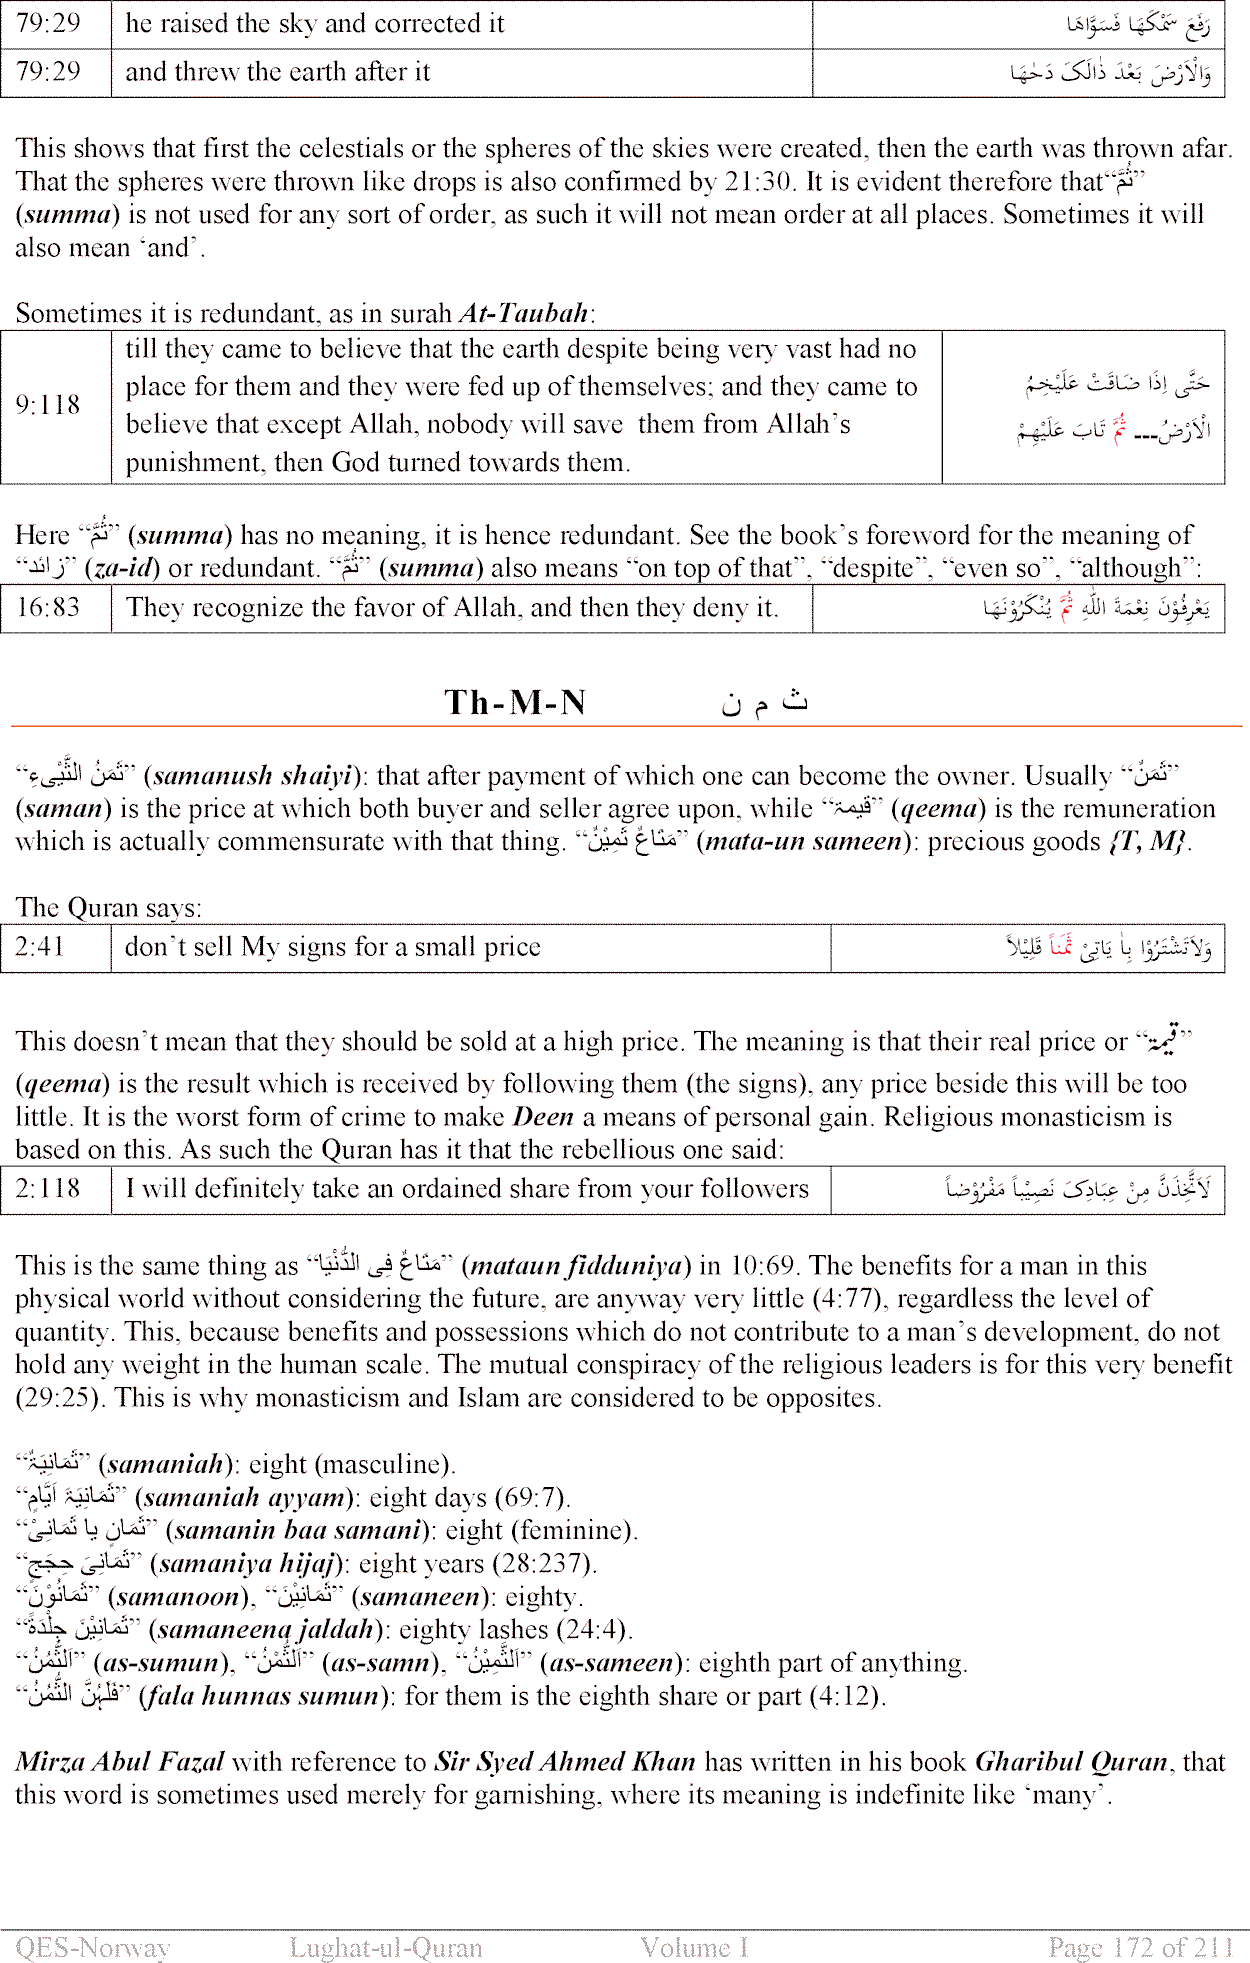 79:29 he raised the sky and corrected it رَفَعَ سَمْکَهَا فَسَوَّاهَا
79:29 and threw the earth after it وَالْاَرْضَ بَعْدَ ذٰالَکَ دَحٰهَا
This shows that first the celestials or the spheres of the skies were created, then the earth was thrown afar.
That the spheres were thrown like drops is also confirmed by 21:30. It is evident therefore that“ثُمَّ”
(summa) is not used for any sort of order, as such it will not mean order at all places. Sometimes it will
also mean ‘and’.
Sometimes it is redundant, as in surah At-Taubah:
9:118
till they came to believe that the earth despite being very vast had no
place for them and they were fed up of themselves; and they came to
believe that except Allah, nobody will save them from Allah’s
punishment, then God turned towards them.
حَتَّی اِذَا ضَاقَتْ عَلَیْخِمُ
الْاَرْضُ--- ثُمَّ تَابَ عَلَیْهِمْ
Here “ثُمَّ” (summa) has no meaning, it is hence redundant. See the book’s foreword for the meaning of
“زائد” (za-id) or redundant. “ثُمَّ” (summa) also means “on top of that”, “despite”, “even so”, “although”:
16:83 They recognize the favor of Allah, and then they deny it. یَعْرِفُوْنَ نِعْمَةَ اللّٰهِ ثُمَّ یُنْکَرُوْنَهَا
Th-M-N ث م ن
“ثَمَنُ الشَّیْیءِ” (samanush shaiyi): that after payment of which one can become the owner. Usually “ثَمَنٌ”
(saman) is the price at which both buyer and seller agree upon, while “قیمۃ” (qeema) is the remuneration
which is actually commensurate with that thing. “مَتَاعٌ ثَمِیْنٌ” (mata-un sameen): precious goods {T, M}.
The Quran says:
2:41 don’t sell My signs for a small price وَلَاتَشْتَرُوْا بِاٰ یَاتِیْ ثَمَناً قَلِیْلاً
This doesn’t mean that they should be sold at a high price. The meaning is that their real price or “قیمۃ”
(qeema) is the result which is received by following them (the signs), any price beside this will be too
little. It is the worst form of crime to make Deen a means of personal gain. Religious monasticism is
based on this. As such the Quran has it that the rebellious one said:
2:118 I will definitely take an ordained share from your followers لَاَتَّخِذَنَّ مِنْ عِبَادِکَ نَصِیْباً مَفْرُوْضاً
This is the same thing as “مَتَاعٌ فِی الدُّنْیَا” (mataun fidduniya) in 10:69. The benefits for a man in this
physical world without considering the future, are anyway very little (4:77), regardless the level of
quantity. This, because benefits and possessions which do not contribute to a man’s development, do not
hold any weight in the human scale. The mutual conspiracy of the religious leaders is for this very benefit
(29:25). This is why monasticism and Islam are considered to be opposites.
“ثَمَانِیَۃٌ” (samaniah): eight (masculine).
“ثَمَانِیَۃَ اَیَّامٍ” (samaniah ayyam): eight days (69:7).
“ثَمَانٍ یا ثَمَانِیْ” (samanin baa samani): eight (feminine).
“ثَمَانِیَ حِجَجٍ” (samaniya hijaj): eight years (28:237).
“ثَمَانُوْنَ” (samanoon), “ثَمَانِیْنَ” (samaneen): eighty.
“ثَمَانِیْنَ جَلْدَۃً” (samaneena jaldah): eighty lashes (24:4).
“اَلثُّمُنُ” (as-sumun), “اَلثُّمْنُ” (as-samn), “اَلثَّمِیْنُ” (as-sameen): eighth part of anything.
“فَلَہُنَّ الثُّمُنُ” (fala hunnas sumun): for them is the eighth share or part (4:12).
Mirza Abul Fazal with reference to Sir Syed Ahmed Khan has written in his book Gharibul Quran, that
this word is sometimes used merely for garnishing, where its meaning is indefinite like ‘many’.
QES-Norway Lughat-ul-Quran Volume I Page 172 of 211